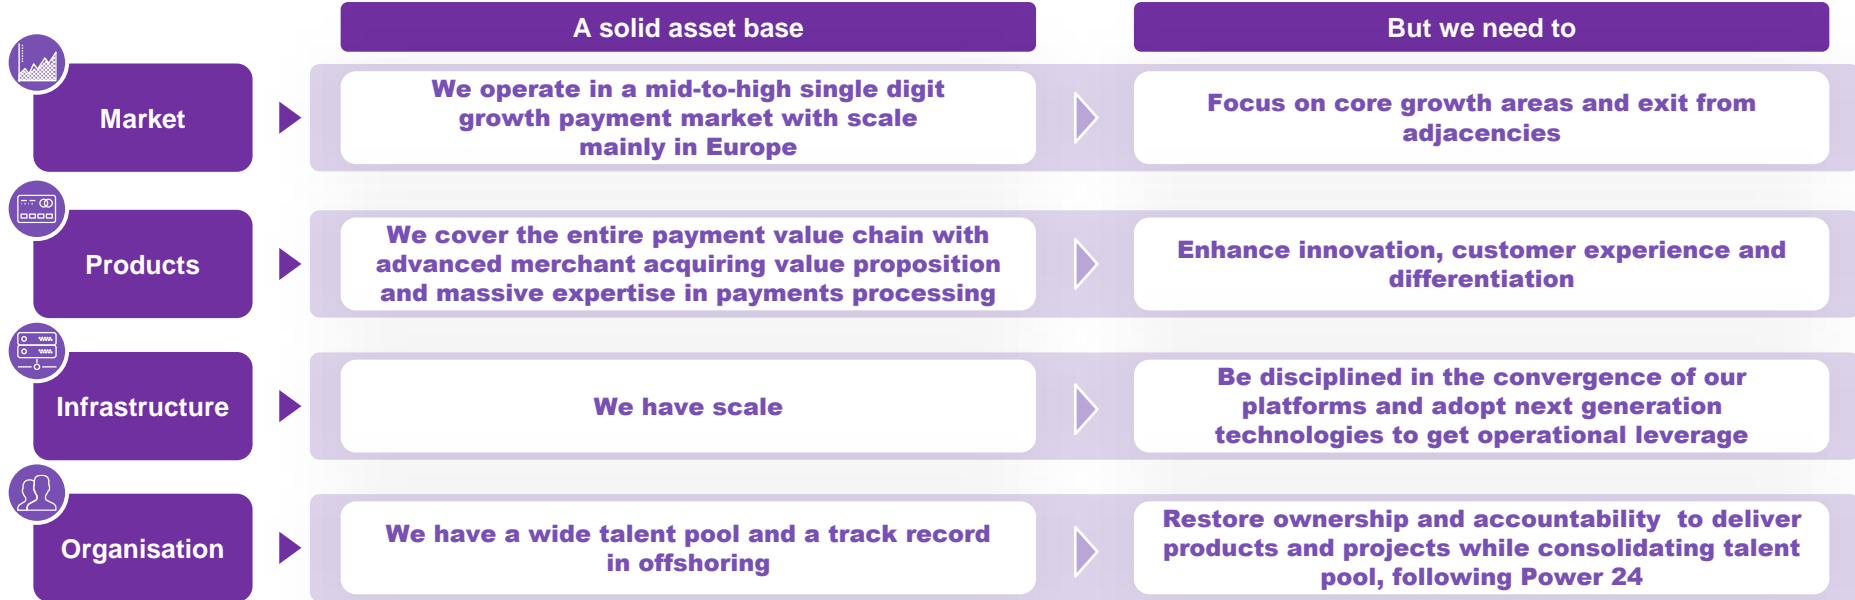 A solid asset base
But we need to
Market
We operate in a mid-to-high single digit
growth payment market with scale
mainly in Europe
Focus on core growth areas and exit from
adjacencies
Products
We cover the entire payment value chain with
advanced merchant acquiring value proposition
and massive expertise in payments processing
Enhance innovation, customer experience and
differentiation
Infrastructure
We have scale
Be disciplined in the convergence of our
platforms and adopt next generation
technologies to get operational leverage
Organisation
We have a wide talent pool and a track record
in offshoring
Restore ownership and accountability  to deliver
products and projects while consolidating talent
pool, following Power 24